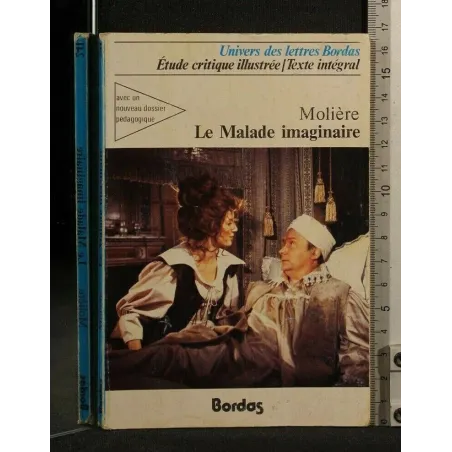 Univers des lettres Bordas
Étude critique illustrée/Texte intégral
avec un
nouveau dossier
pédagogique
Molière
Le Malade imaginaire
Bordas